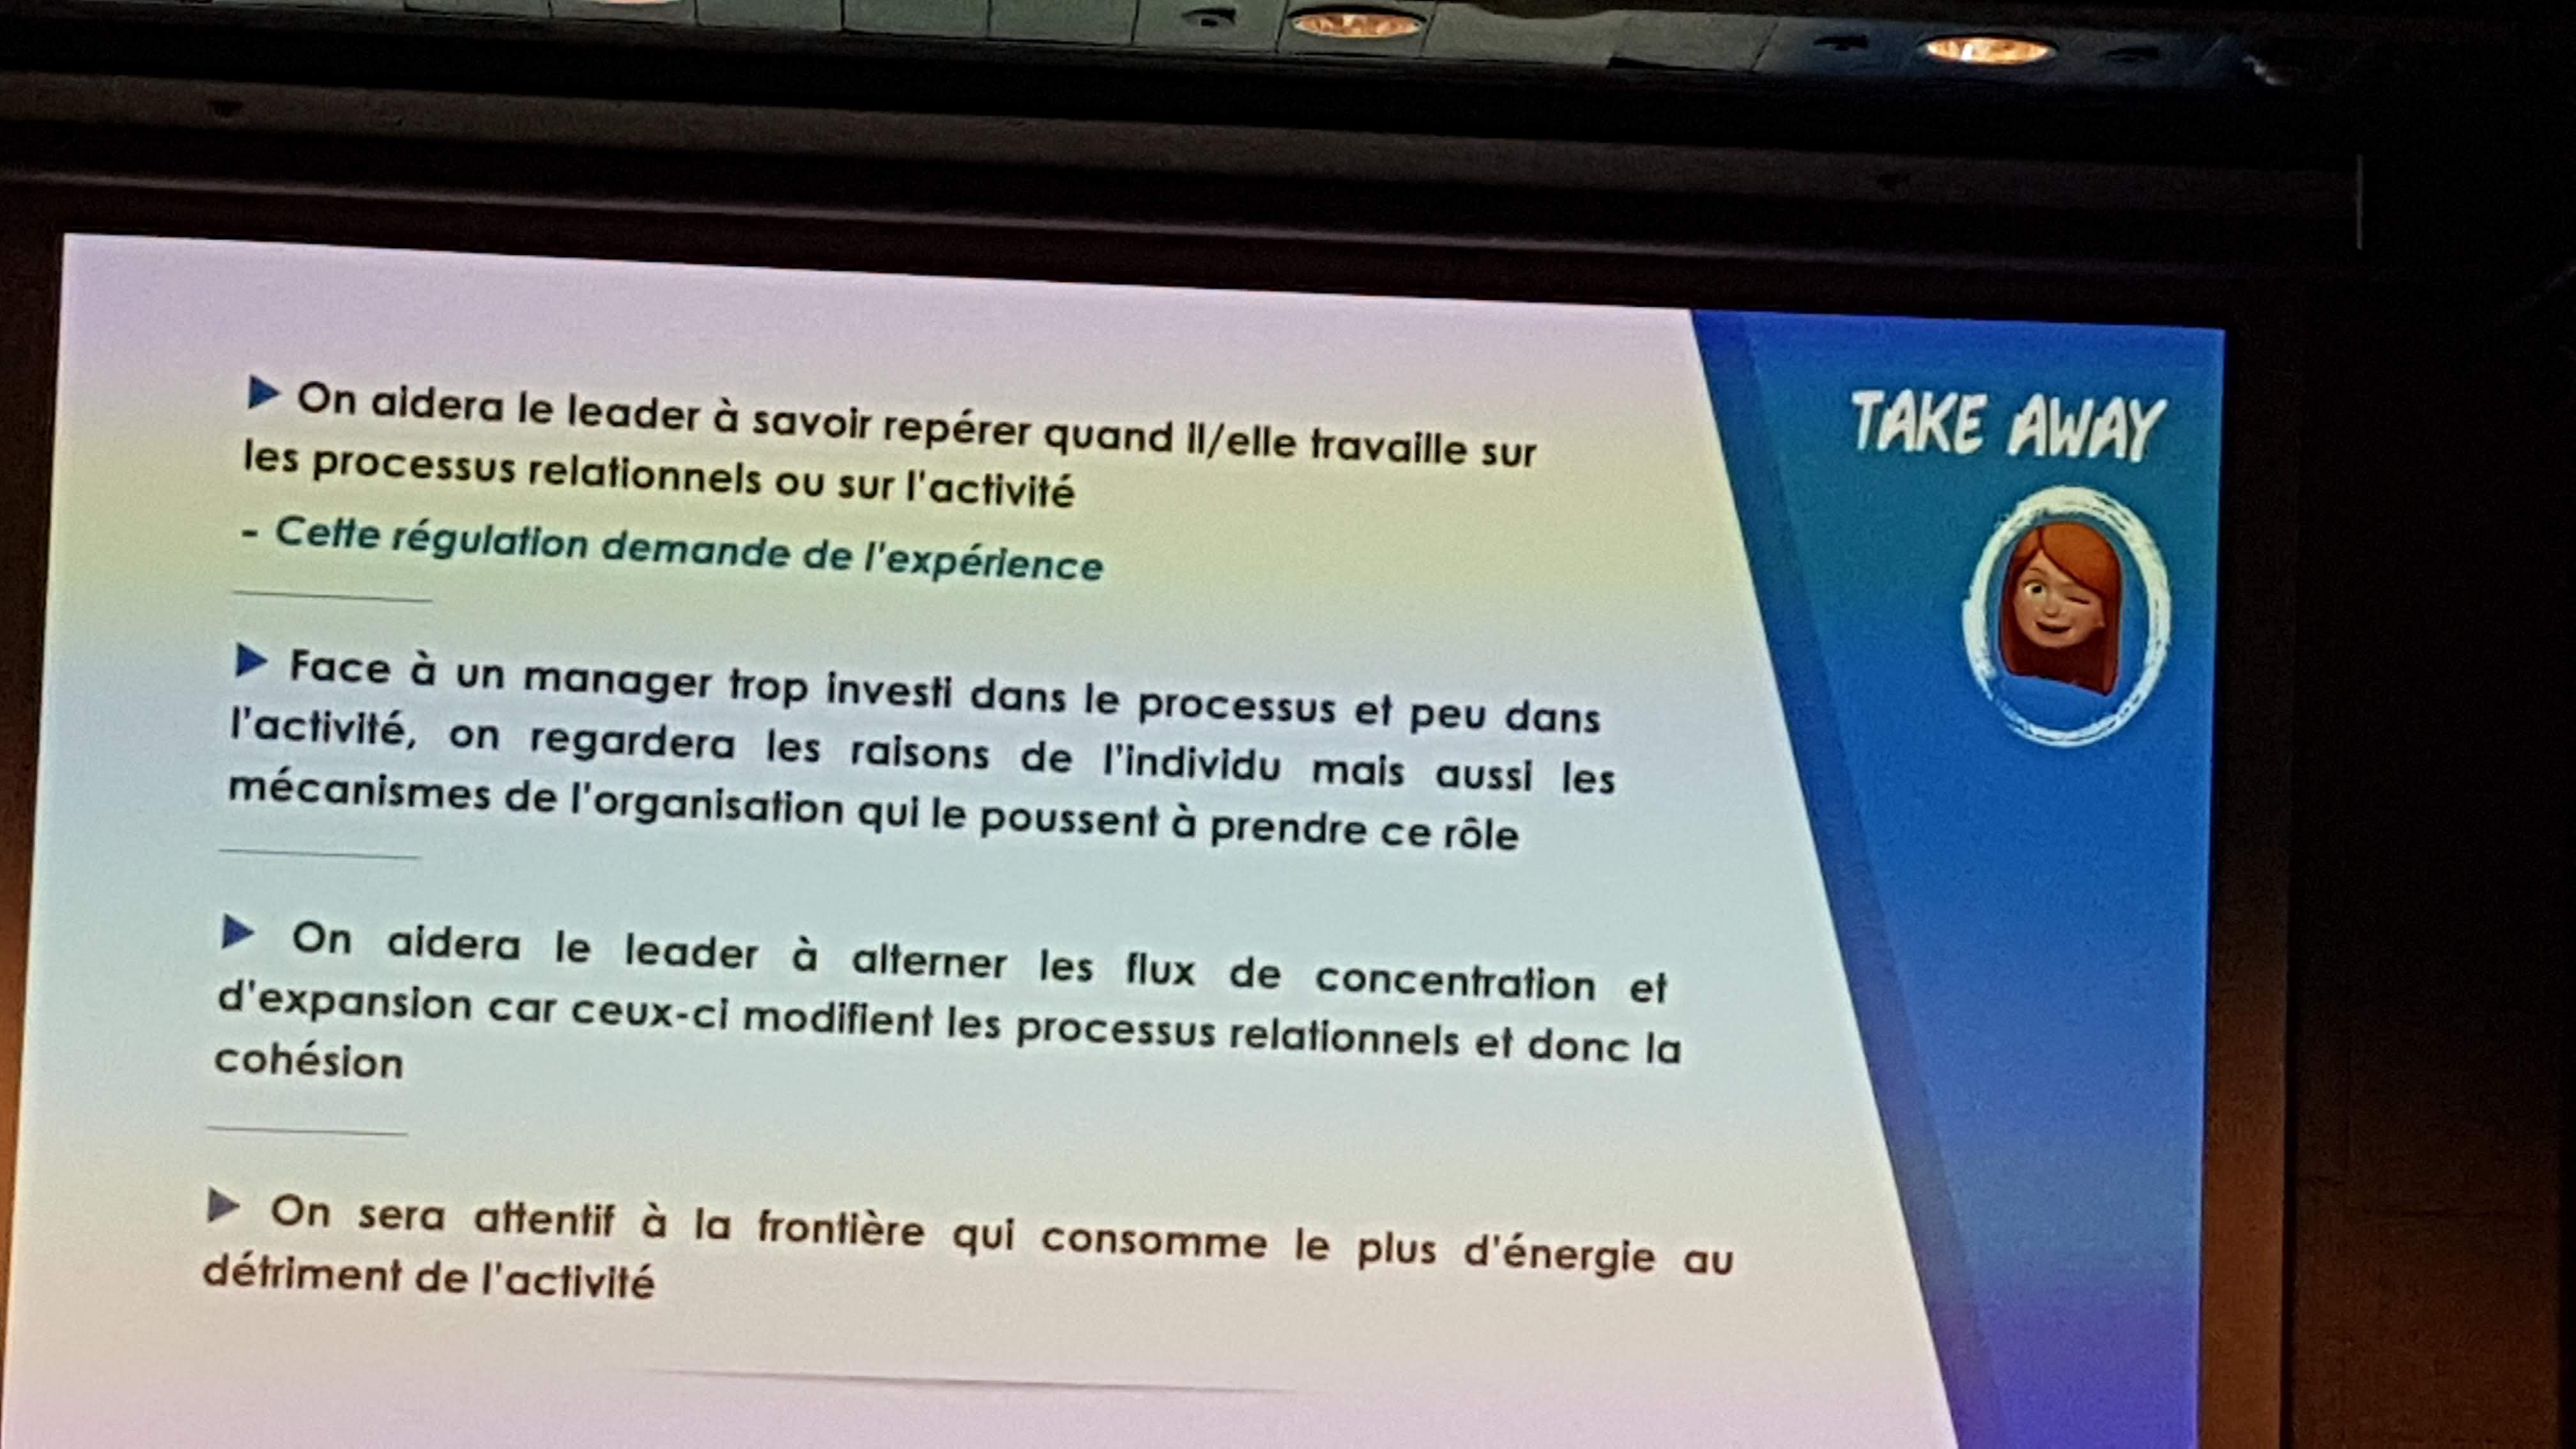 TAKE AWAY
▶ On aidera le leader à savoir repérer quand il/elle travaille sur
les processus relationnels ou sur l'activité
- Cette régulation demande de l'expérience
▶ Face à un manager trop investi dans le processus et peu dans
l'activité, on regardera les raisons de l'individu mais aussi les
mécanismes de l'organisation qui le poussent à prendre ce rôle
▶ On aidera le leader à alterner les flux de concentration et
d'expansion car ceux-ci modifient les processus relationnels et donc la
cohésion
▶ On sera attentif à la frontière qui consomme le plus d'énergie au
détriment de l'activité